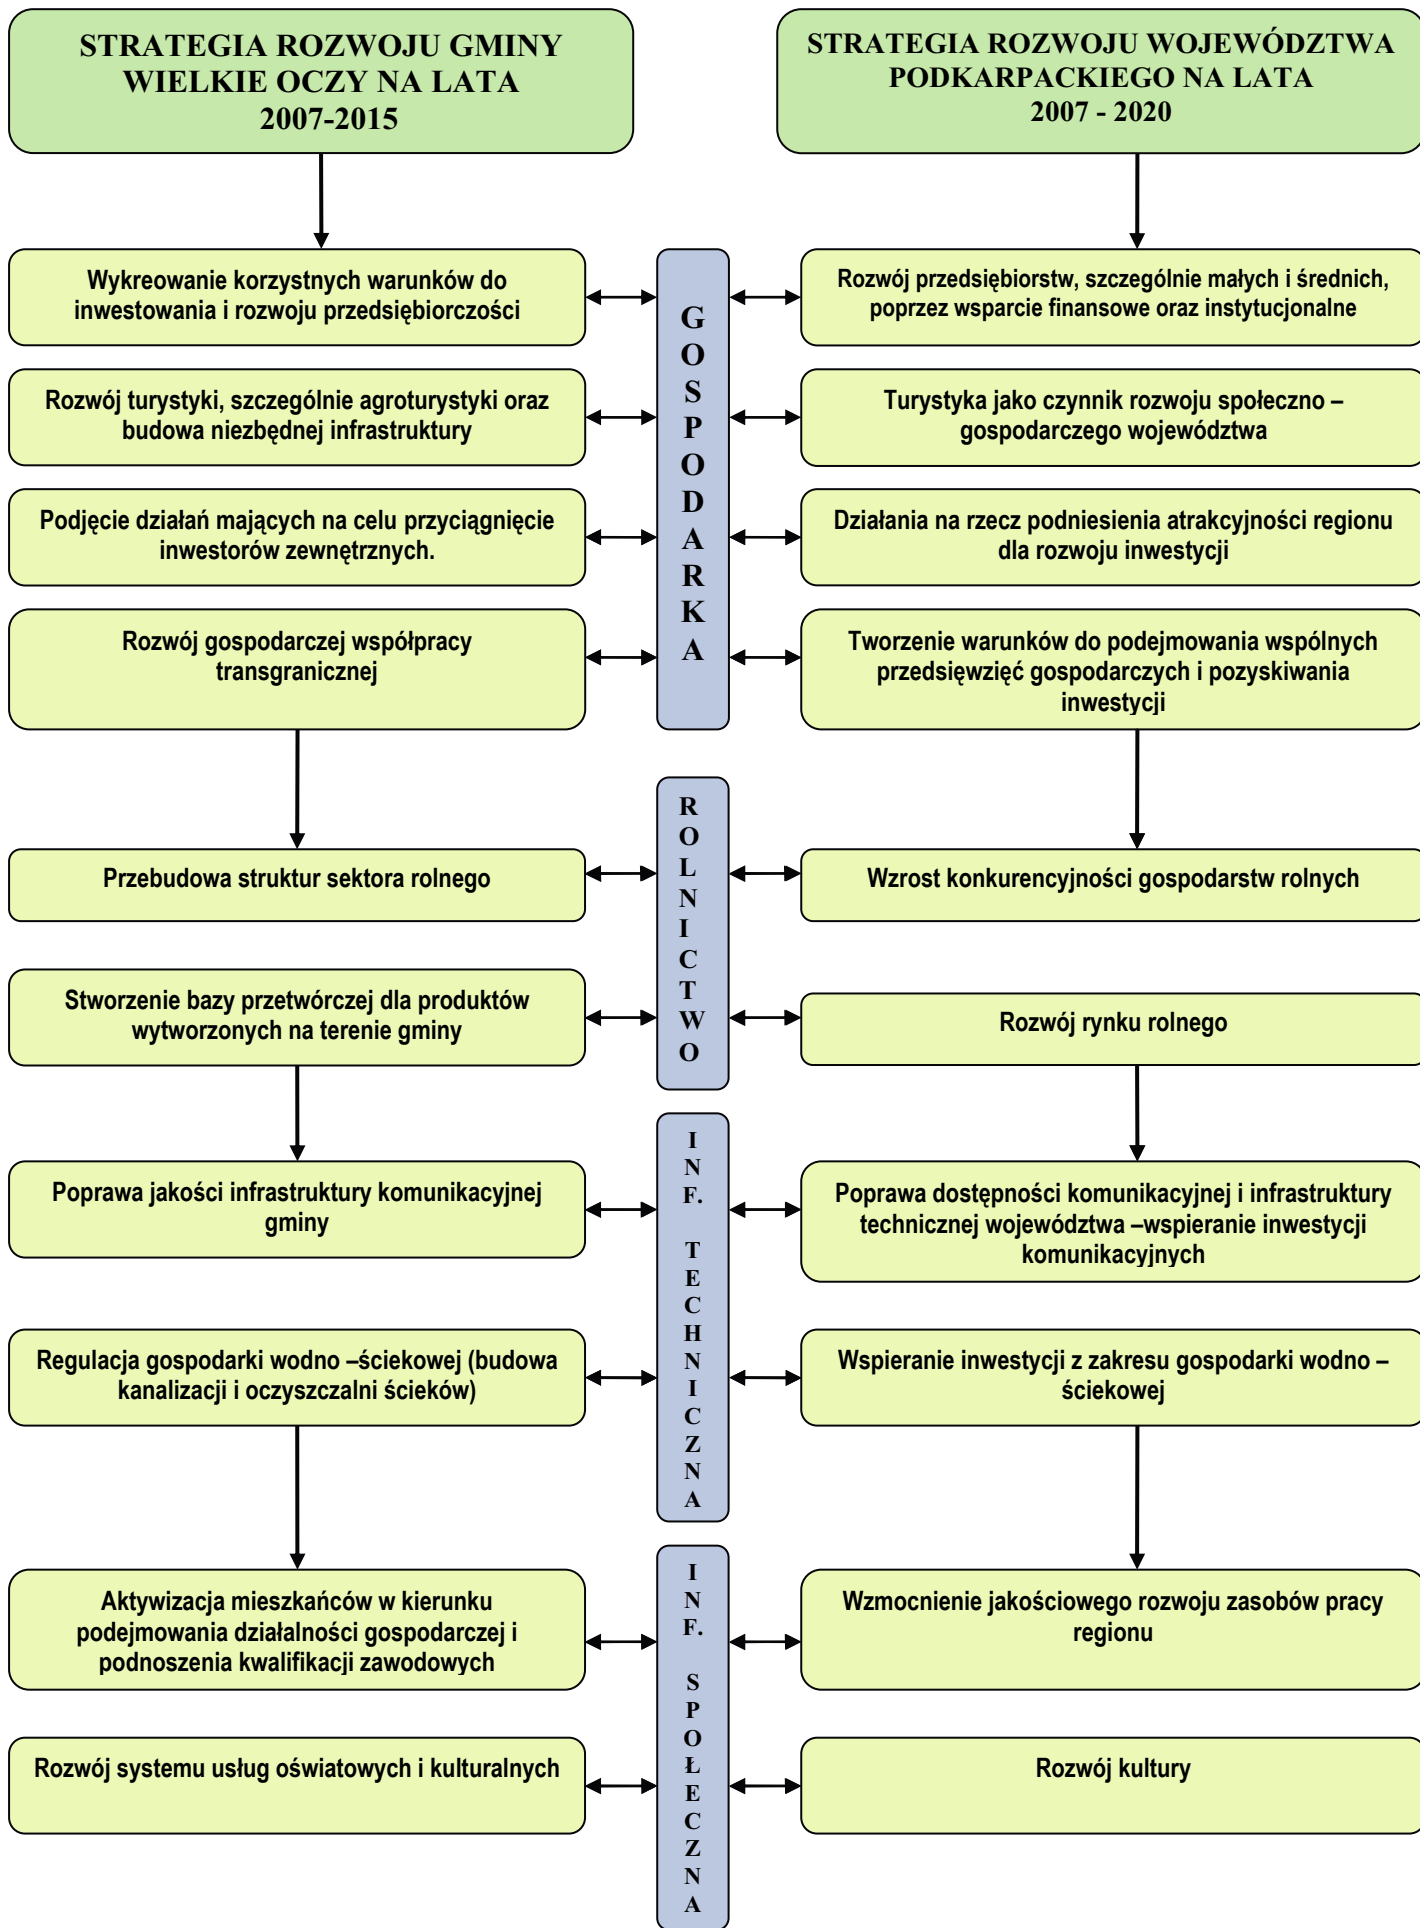 STRATEGIA ROZWOJU GMINY
WIELKIE OCZY NA LATA
2007-2015
STRATEGIA ROZWOJU WOJEWÓDZTWA
PODKARPACKIEGO NA LATA
2007 - 2020
GOSPODARKA
Wykreowanie korzystnych warunków do
inwestowania i rozwoju przedsiębiorczości
Rozwój przedsiębiorstw, szczególnie małych i średnich,
poprzez wsparcie finansowe oraz instytucjonalne
Rozwój turystyki, szczególnie agroturystyki oraz
budowa niezbędnej infrastruktury
Turystyka jako czynnik rozwoju społeczno –
gospodarczego województwa
Podjęcie działań mających na celu przyciągnięcie
inwestorów zewnętrznych.
Działania na rzecz podniesienia atrakcyjności regionu
dla rozwoju inwestycji
Rozwój gospodarczej współpracy
transgranicznej
Tworzenie warunków do podejmowania wspólnych
przedsięwzięć gospodarczych i pozyskiwania
inwestycji
ROLNICTWO
Przebudowa struktur sektora rolnego
Wzrost konkurencyjności gospodarstw rolnych
Stworzenie bazy przetwórczej dla produktów
wytworzonych na terenie gminy
Rozwój rynku rolnego
INF. TECHNICZNA
Poprawa jakości infrastruktury komunikacyjnej
gminy
Poprawa dostępności komunikacyjnej i infrastruktury
technicznej województwa –wspieranie inwestycji
komunikacyjnych
Regulacja gospodarki wodno –ściekowej (budowa
kanalizacji i oczyszczalni ścieków)
Wspieranie inwestycji z zakresu gospodarki wodno –
ściekowej
INF. SPOŁECZNA
Aktywizacja mieszkańców w kierunku
podejmowania działalności gospodarczej i
podnoszenia kwalifikacji zawodowych
Wzmocnienie jakościowego rozwoju zasobów pracy
regionu
Rozwój systemu usług oświatowych i kulturalnych
Rozwój kultury